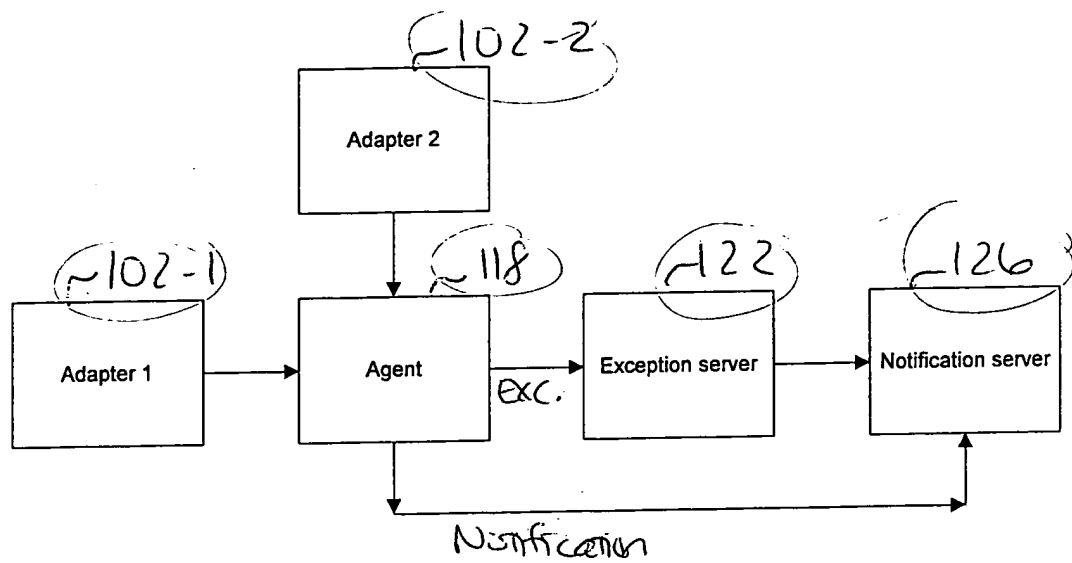 ~102-2
Adapter 2
~102-1
~118
~122
~126
Adapter 1
Agent
Exception server
Notification server
Exc.
Notification